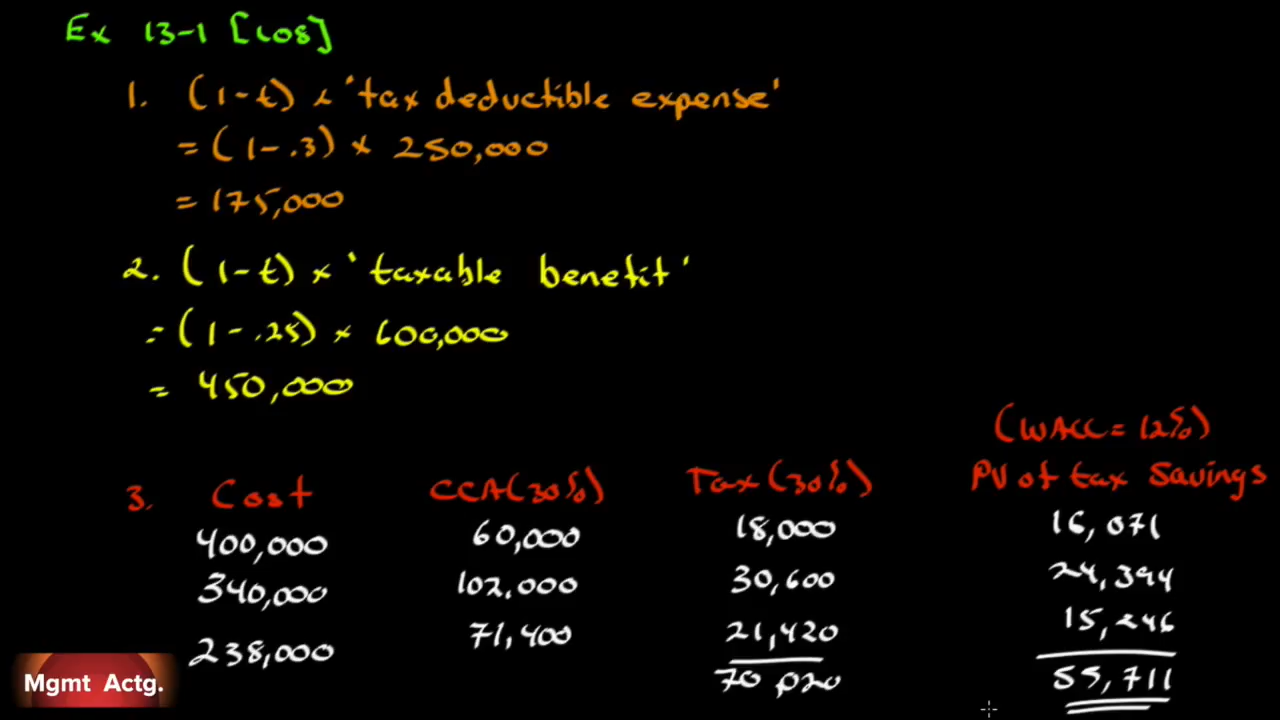 Ex 13-1 [LO8]
1. (1-t) × 'tax deductible expense'
= (1-.3) × 250,000
= 175,000
2. (1-t) × 'taxable benefit'
= (1-.25) × 600,000
= 450,000
(WACC = 12%)
3. Cost CCA (30%) Tax (30%) PV of tax savings
400,000 60,000 18,000 16,071
340,000 102,000 30,600 24,394
238,000 71,400 21,420 15,246
70 020 55,711
Mgmt Actg.